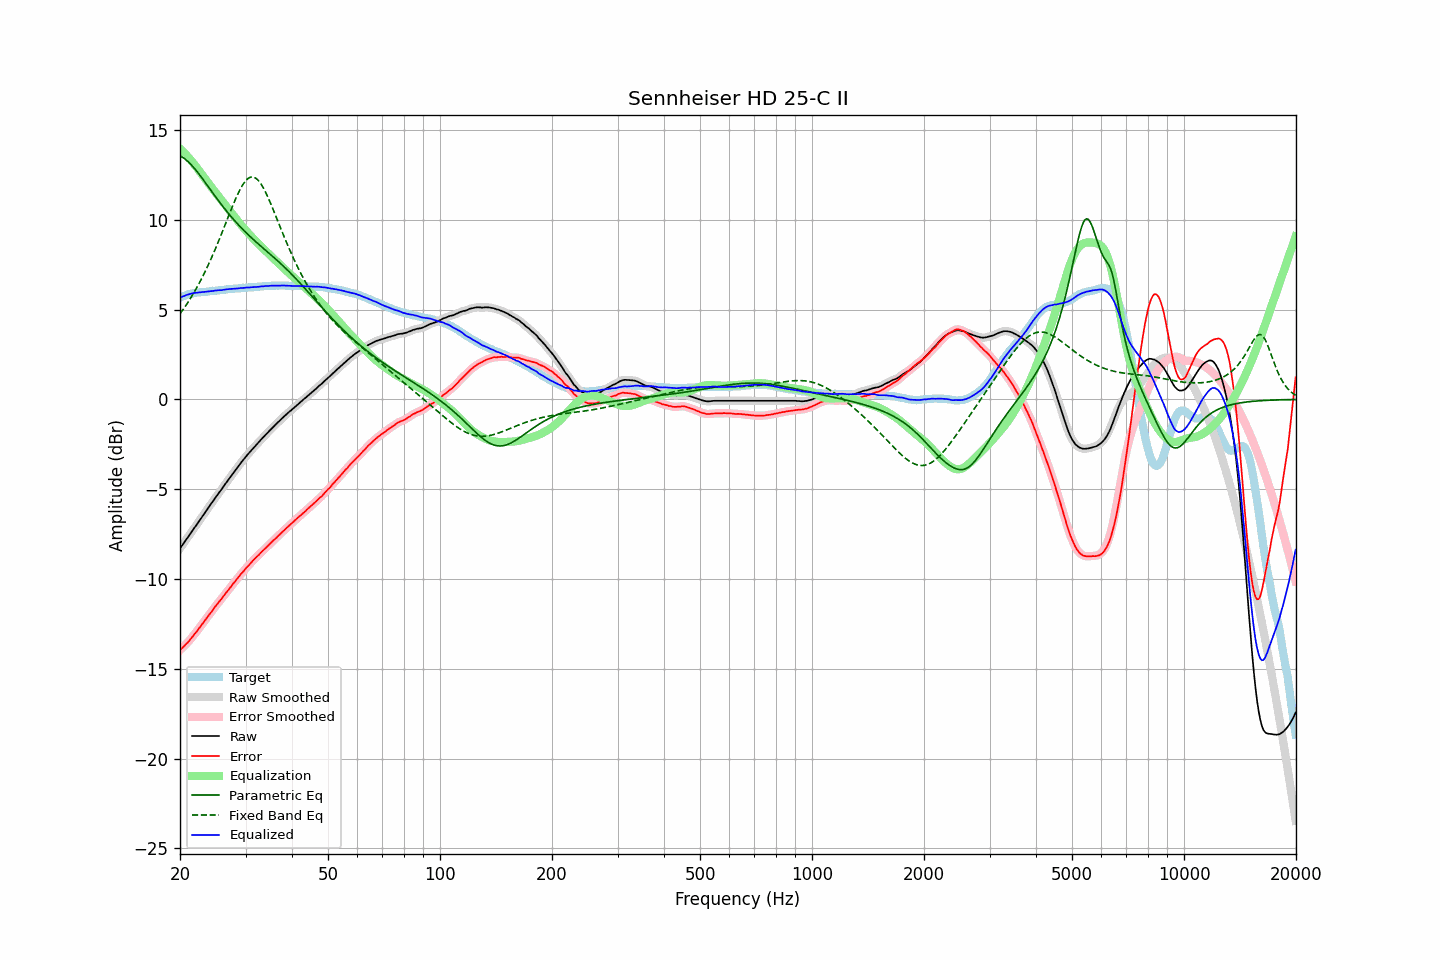 Sennheiser HD 25-C II
Amplitude (dBr)
15
10
5
0
−5
−10
−15
−20
−25
Target
Raw Smoothed
Error Smoothed
Raw
Error
Equalization
Parametric Eq
Fixed Band Eq
Equalized
20 50 100 200 500 1000 2000 5000 10000 20000
Frequency (Hz)